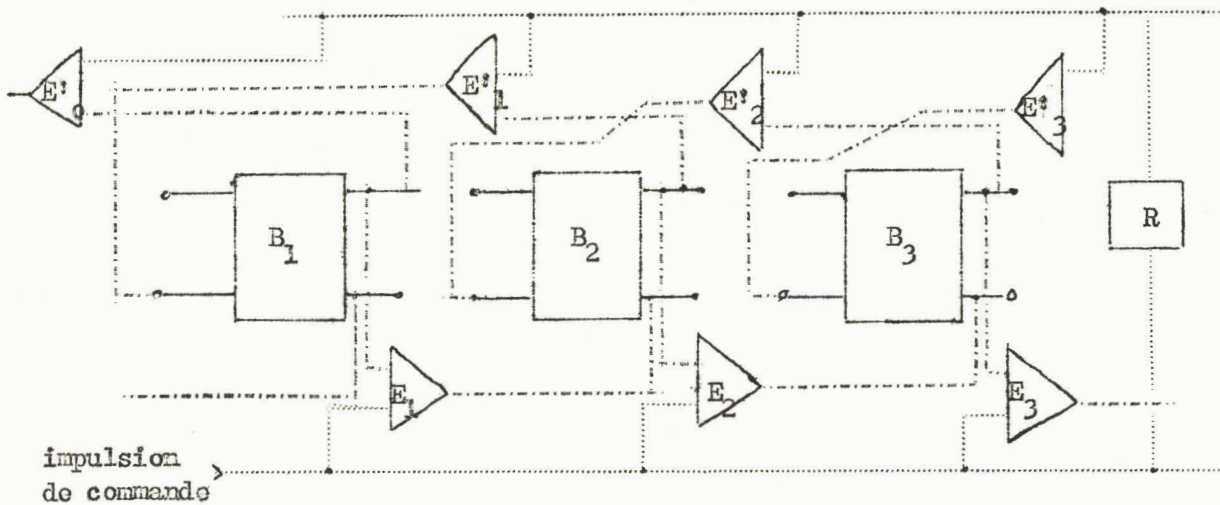 E'0
E'1
E'2
E'3
B1
B2
B3
R
E1
E2
E3
impulsion
de commande